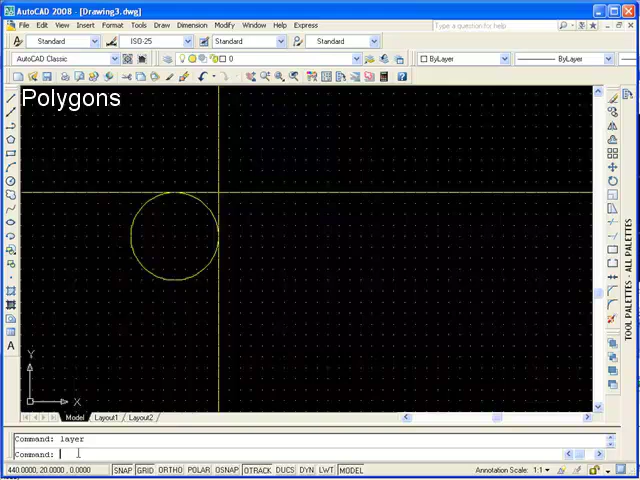 AutoCAD 2008 - [Drawing3.dwg]
File Edit View Insert Format Tools Draw Dimension Modify Window Help Express
Type a question for help
Standard ISO-25 Standard Standard
AutoCAD Classic 0 ByLayer ByLayer
Polygons
TOOL PALETTES - ALL PALETTES
A
Y
X
Model Layout1 Layout2
Command: layer
Command:
440.0000, 20.0000, 0.0000 SNAP GRID ORTHO POLAR OSNAP OTRACK DUCS DYN LWT MODEL Annotation Scale: 1:1